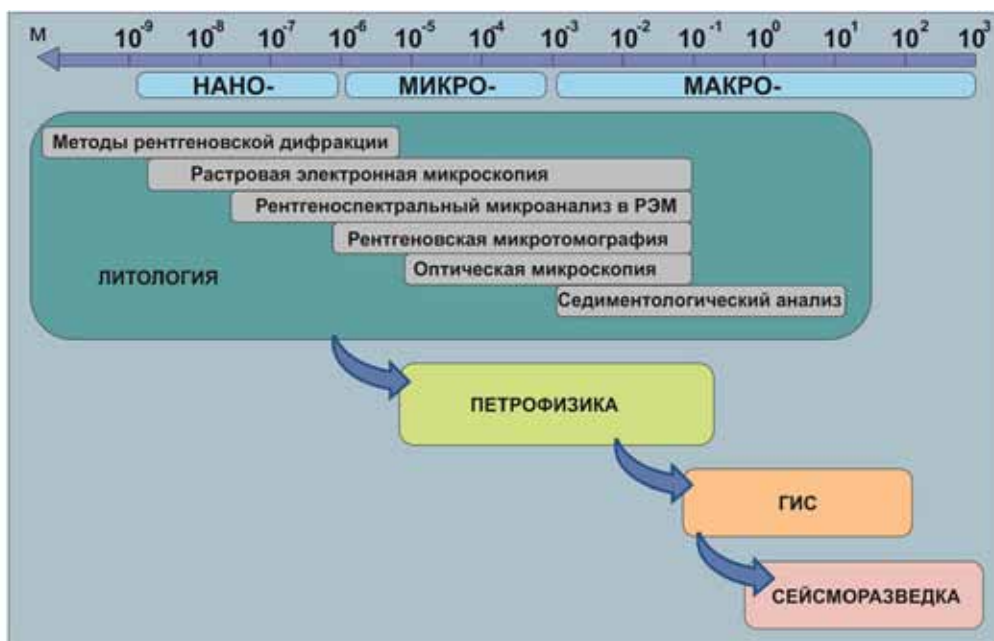 м 10⁻⁹ 10⁻⁸ 10⁻⁷ 10⁻⁶ 10⁻⁵ 10⁻⁴ 10⁻³ 10⁻² 10⁻¹ 10⁰ 10¹ 10² 10³
НАНО- МИКРО- МАКРО-
Методы рентгеновской дифракции
Растровая электронная микроскопия
Рентгеноспектральный микроанализ в РЭМ
Рентгеновская микротомография
Оптическая микроскопия
ЛИТОЛОГИЯ
Седиментологический анализ
ПЕТРОФИЗИКА
ГИС
СЕЙСМОРАЗВЕДКА